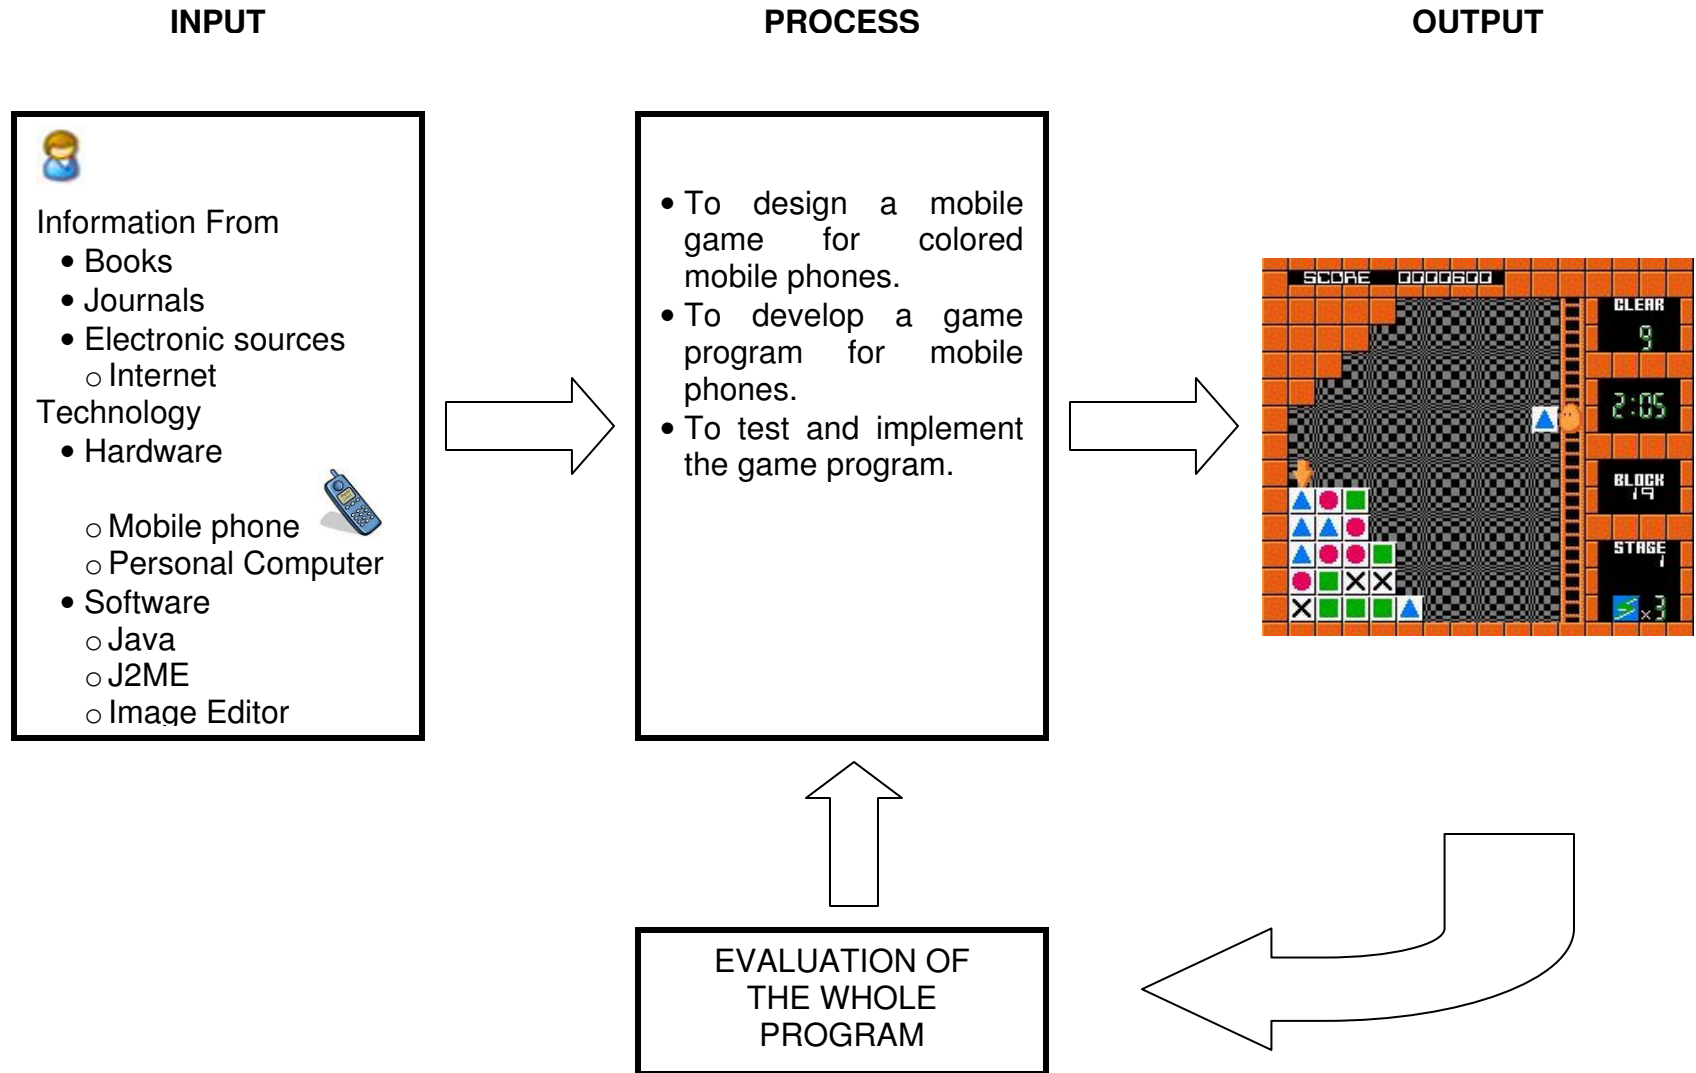 INPUT
PROCESS
OUTPUT
Information From
• Books
• Journals
• Electronic sources
○ Internet
Technology
• Hardware
○ Mobile phone
○ Personal Computer
• Software
○ Java
○ J2ME
○ Image Editor
• To design a mobile
game for colored
mobile phones.
• To develop a game
program for mobile
phones.
• To test and implement
the game program.
SCORE 0000600
CLEAR
9
2:05
BLOCK
19
STAGE
1
×3
EVALUATION OF
THE WHOLE
PROGRAM